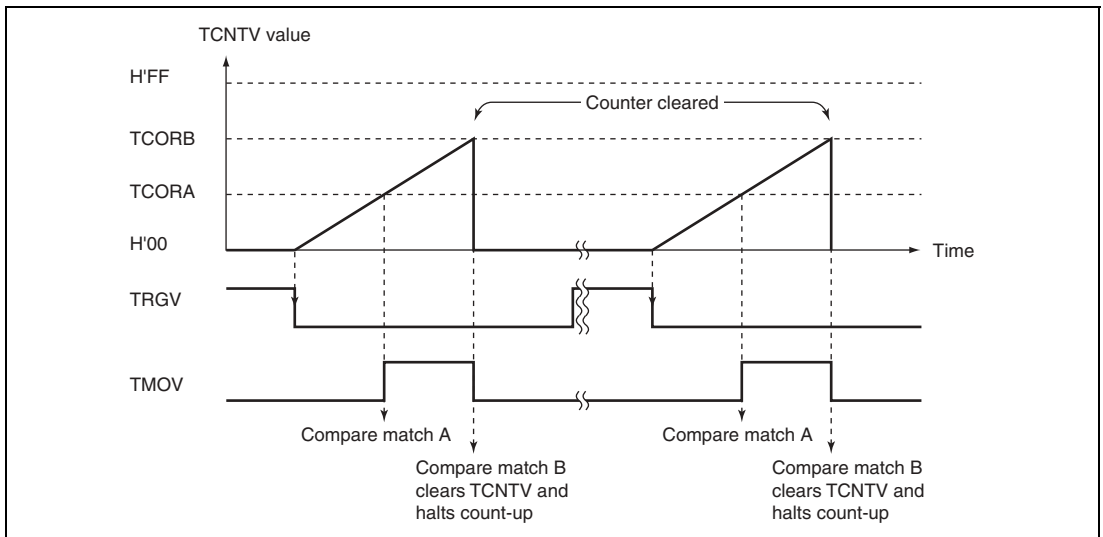 TCNTV value
H'FF
Counter cleared
TCORB
TCORA
H'00
Time
TRGV
TMOV
Compare match A
Compare match A
Compare match B
clears TCNTV and
halts count-up
Compare match B
clears TCNTV and
halts count-up